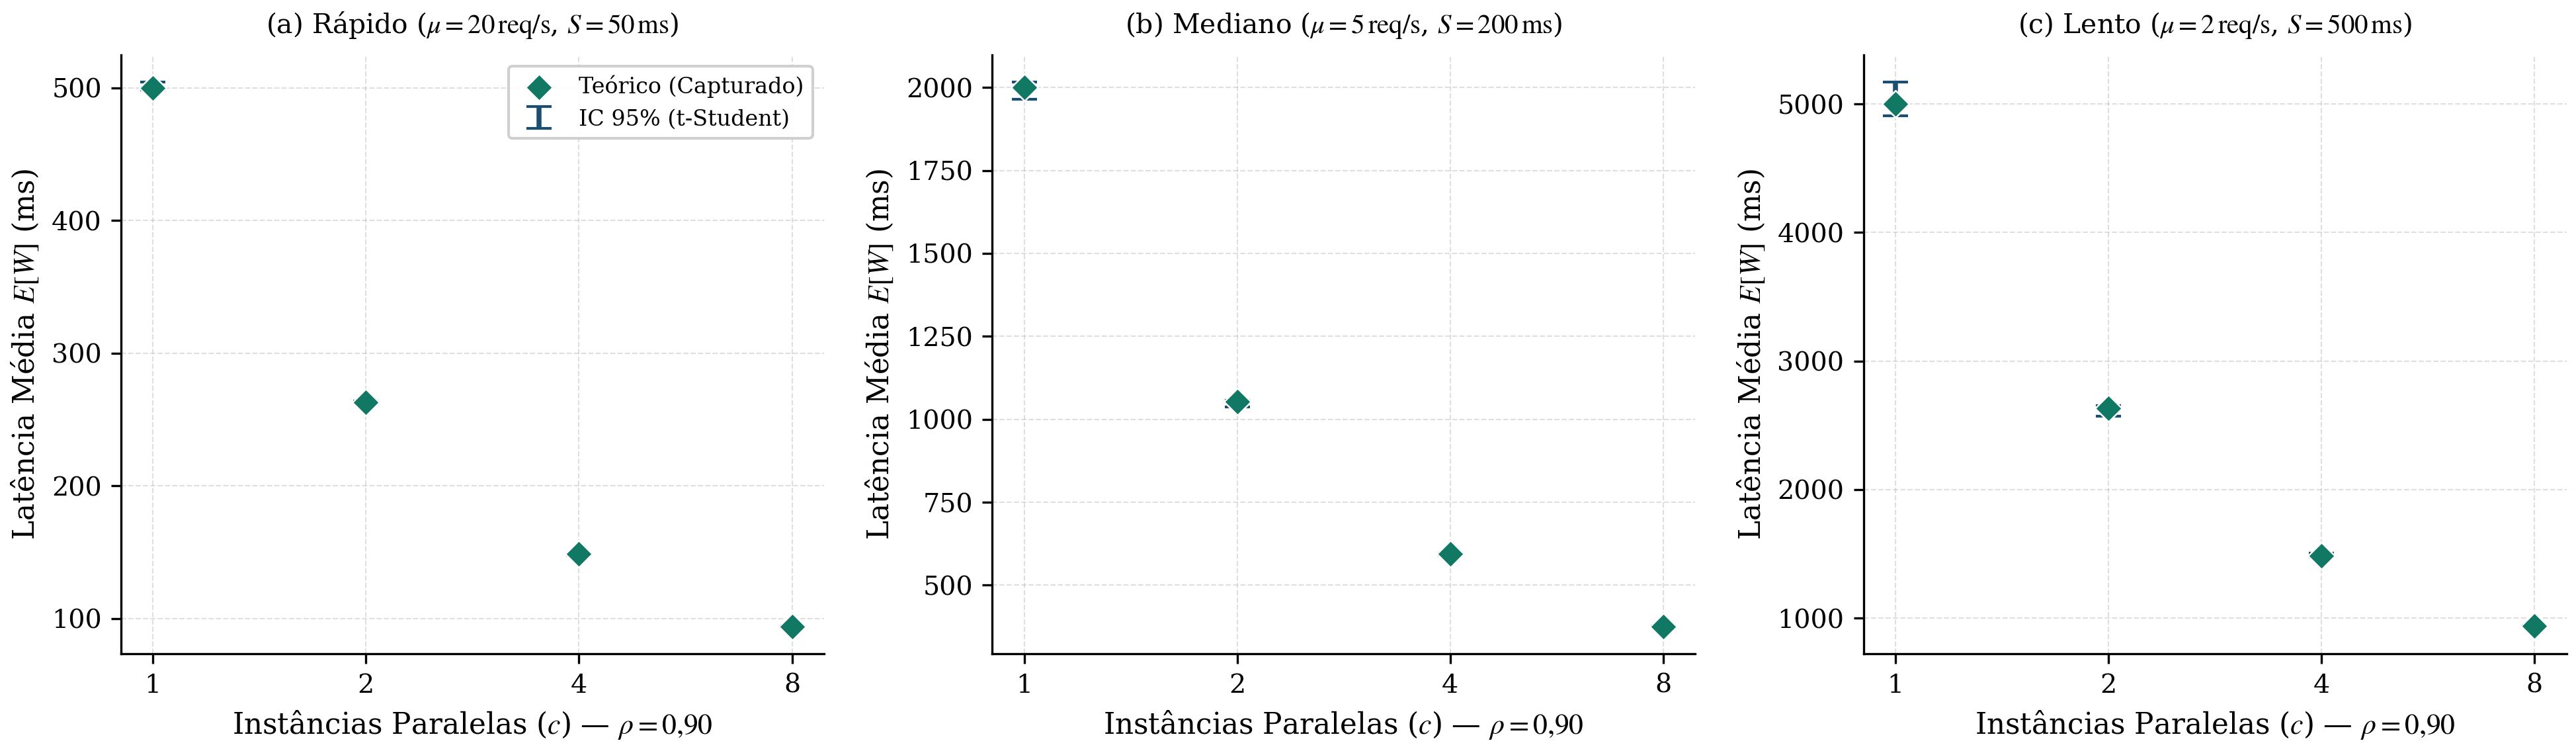 (a) Rápido (μ = 20 req/s, S = 50 ms)
Latência Média E[W] (ms)
500
400
300
200
100
Teórico (Capturado)
IC 95% (t-Student)
1 2 4 8
Instâncias Paralelas (c) — ρ = 0,90
(b) Mediano (μ = 5 req/s, S = 200 ms)
Latência Média E[W] (ms)
2000
1750
1500
1250
1000
750
500
1 2 4 8
Instâncias Paralelas (c) — ρ = 0,90
(c) Lento (μ = 2 req/s, S = 500 ms)
Latência Média E[W] (ms)
5000
4000
3000
2000
1000
1 2 4 8
Instâncias Paralelas (c) — ρ = 0,90